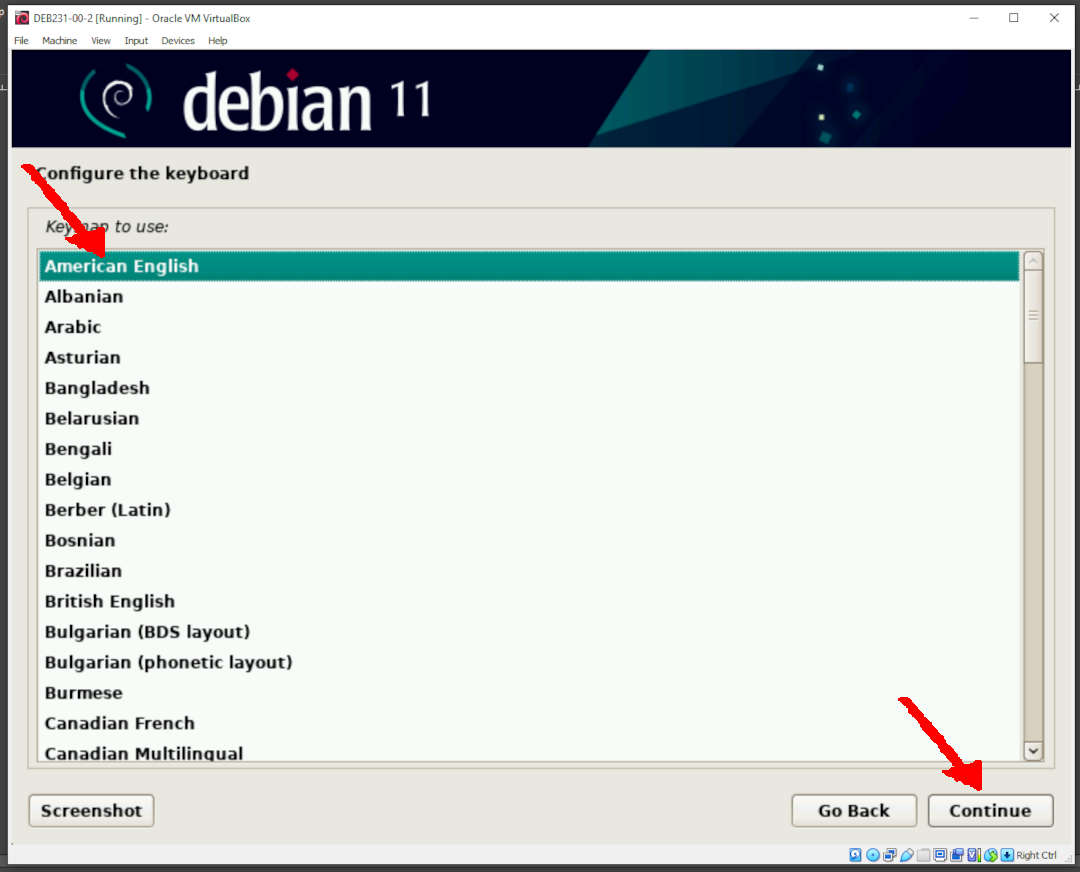 DEB231-00-2 [Running] - Oracle VM VirtualBox
File Machine View Input Devices Help
debian 11
Configure the keyboard
Keymap to use:
American English
Albanian
Arabic
Asturian
Bangladesh
Belarusian
Bengali
Belgian
Berber (Latin)
Bosnian
Brazilian
British English
Bulgarian (BDS layout)
Bulgarian (phonetic layout)
Burmese
Canadian French
Canadian Multilingual
Screenshot Go Back Continue
Right Ctrl